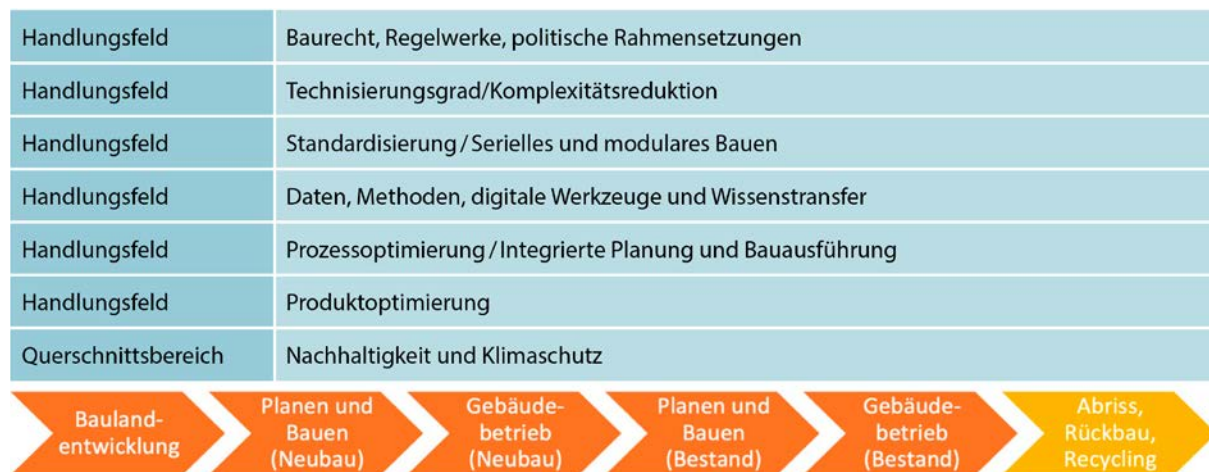 Handlungsfeld Baurecht, Regelwerke, politische Rahmensetzungen
Handlungsfeld Technisierungsgrad/Komplexitätsreduktion
Handlungsfeld Standardisierung / Serielles und modulares Bauen
Handlungsfeld Daten, Methoden, digitale Werkzeuge und Wissenstransfer
Handlungsfeld Prozessoptimierung / Integrierte Planung und Bauausführung
Handlungsfeld Produktoptimierung
Querschnittsbereich Nachhaltigkeit und Klimaschutz
Bauland-
entwicklung
Planen und
Bauen
(Neubau)
Gebäude-
betrieb
(Neubau)
Planen und
Bauen
(Bestand)
Gebäude-
betrieb
(Bestand)
Abriss,
Rückbau,
Recycling